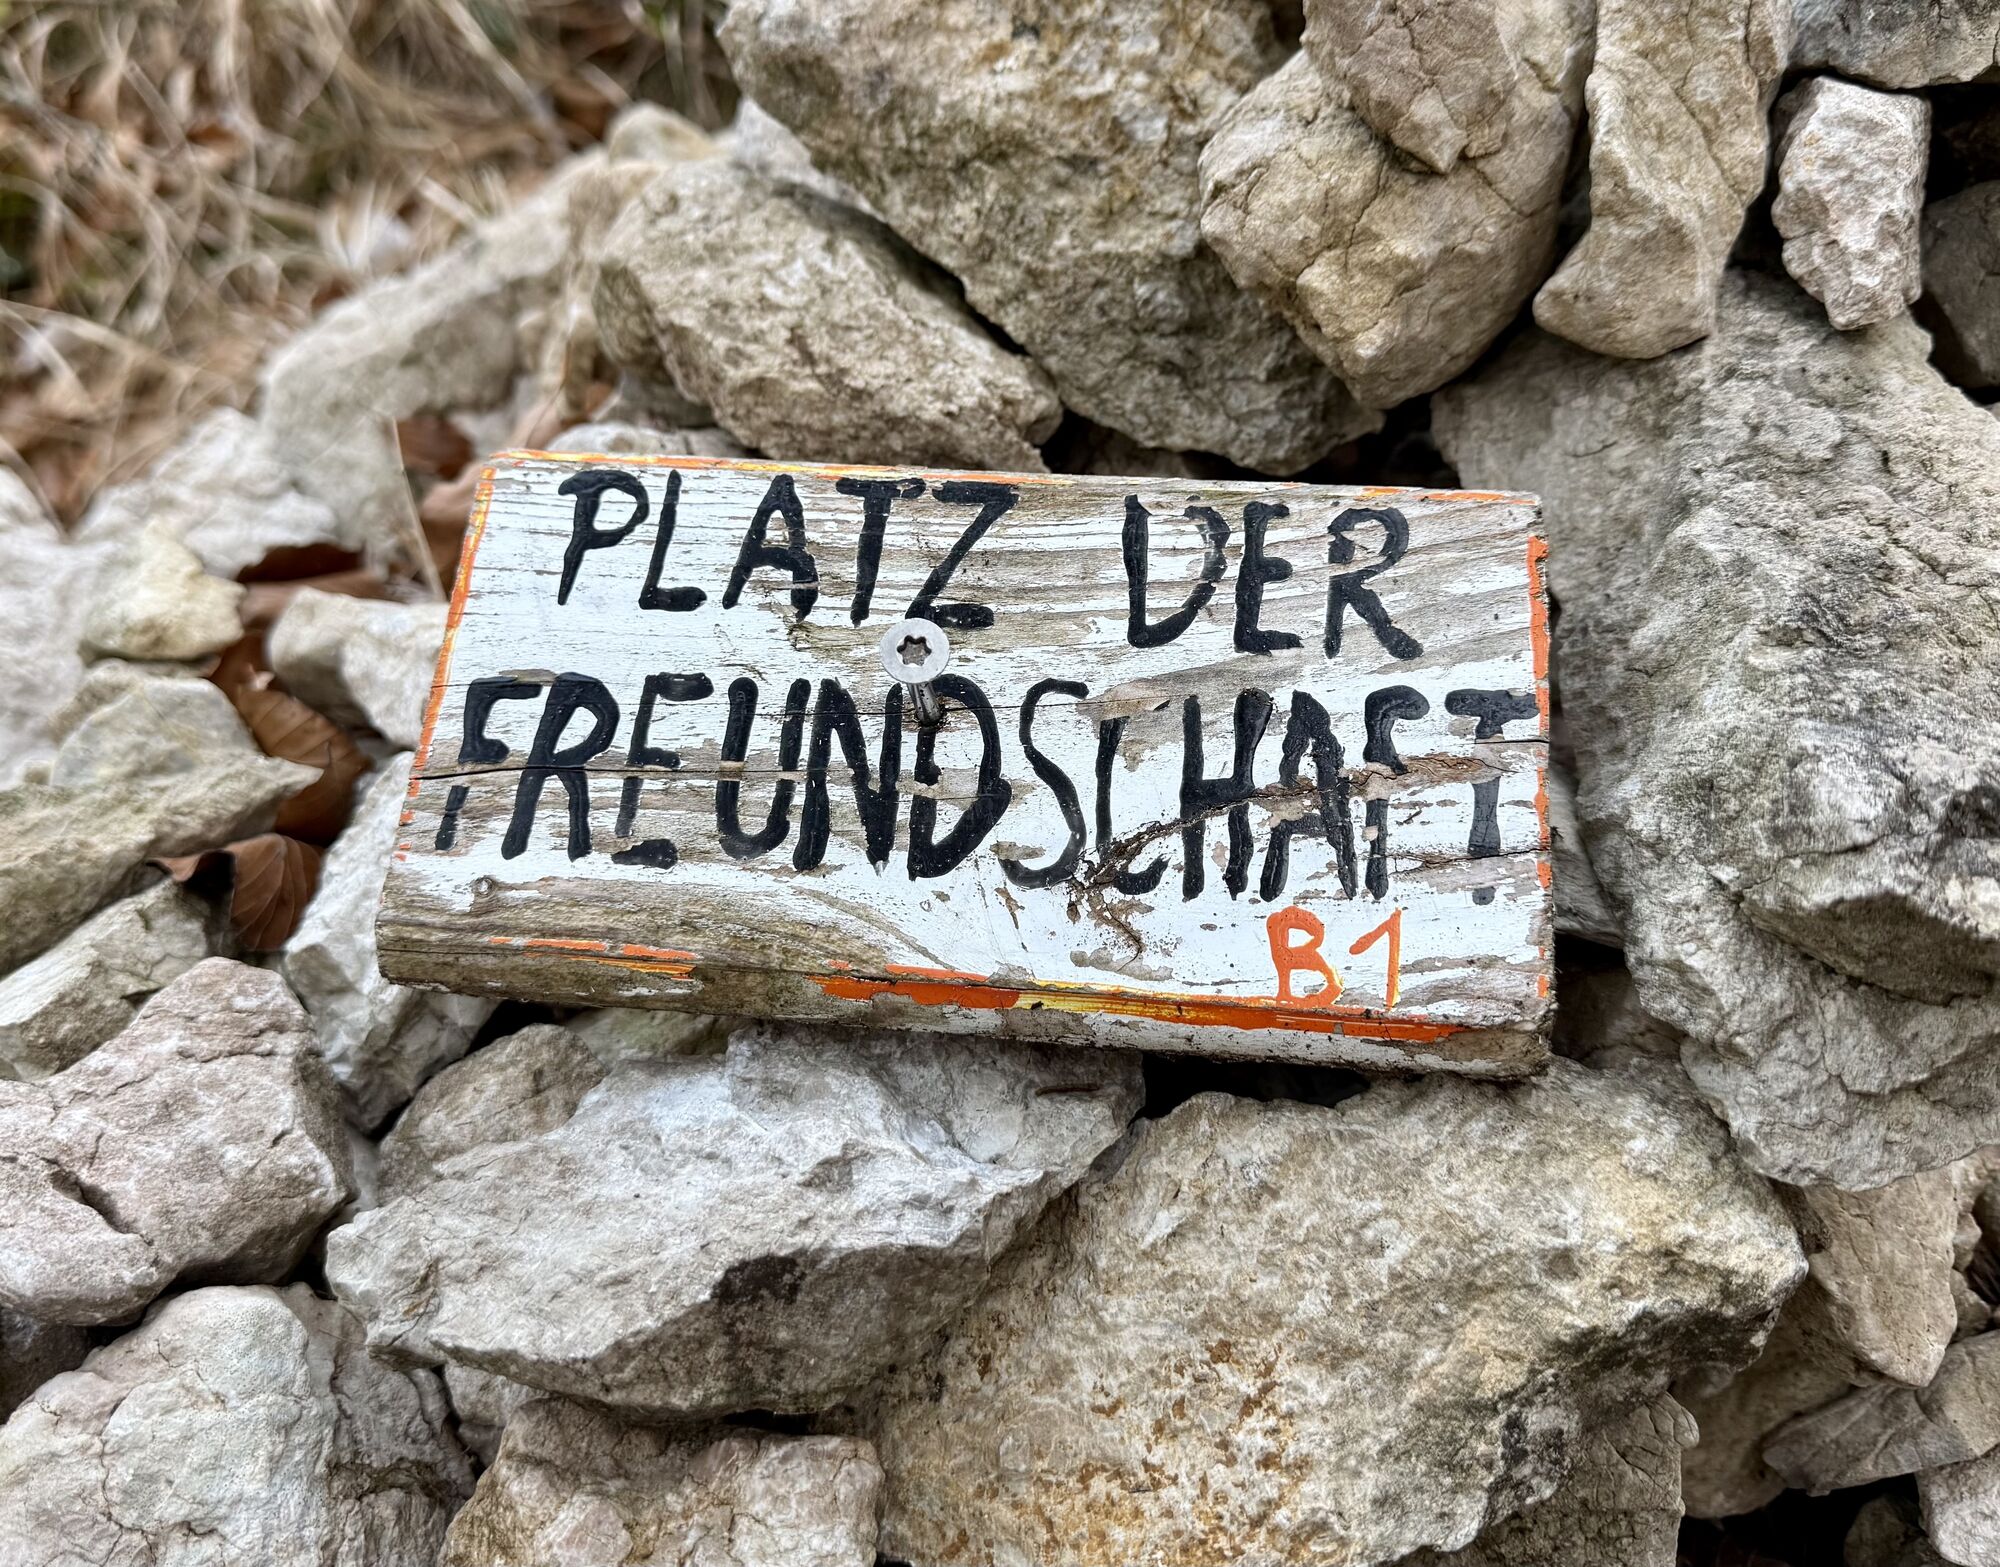 PLATZ DER
FREUNDSCHAFT
B1